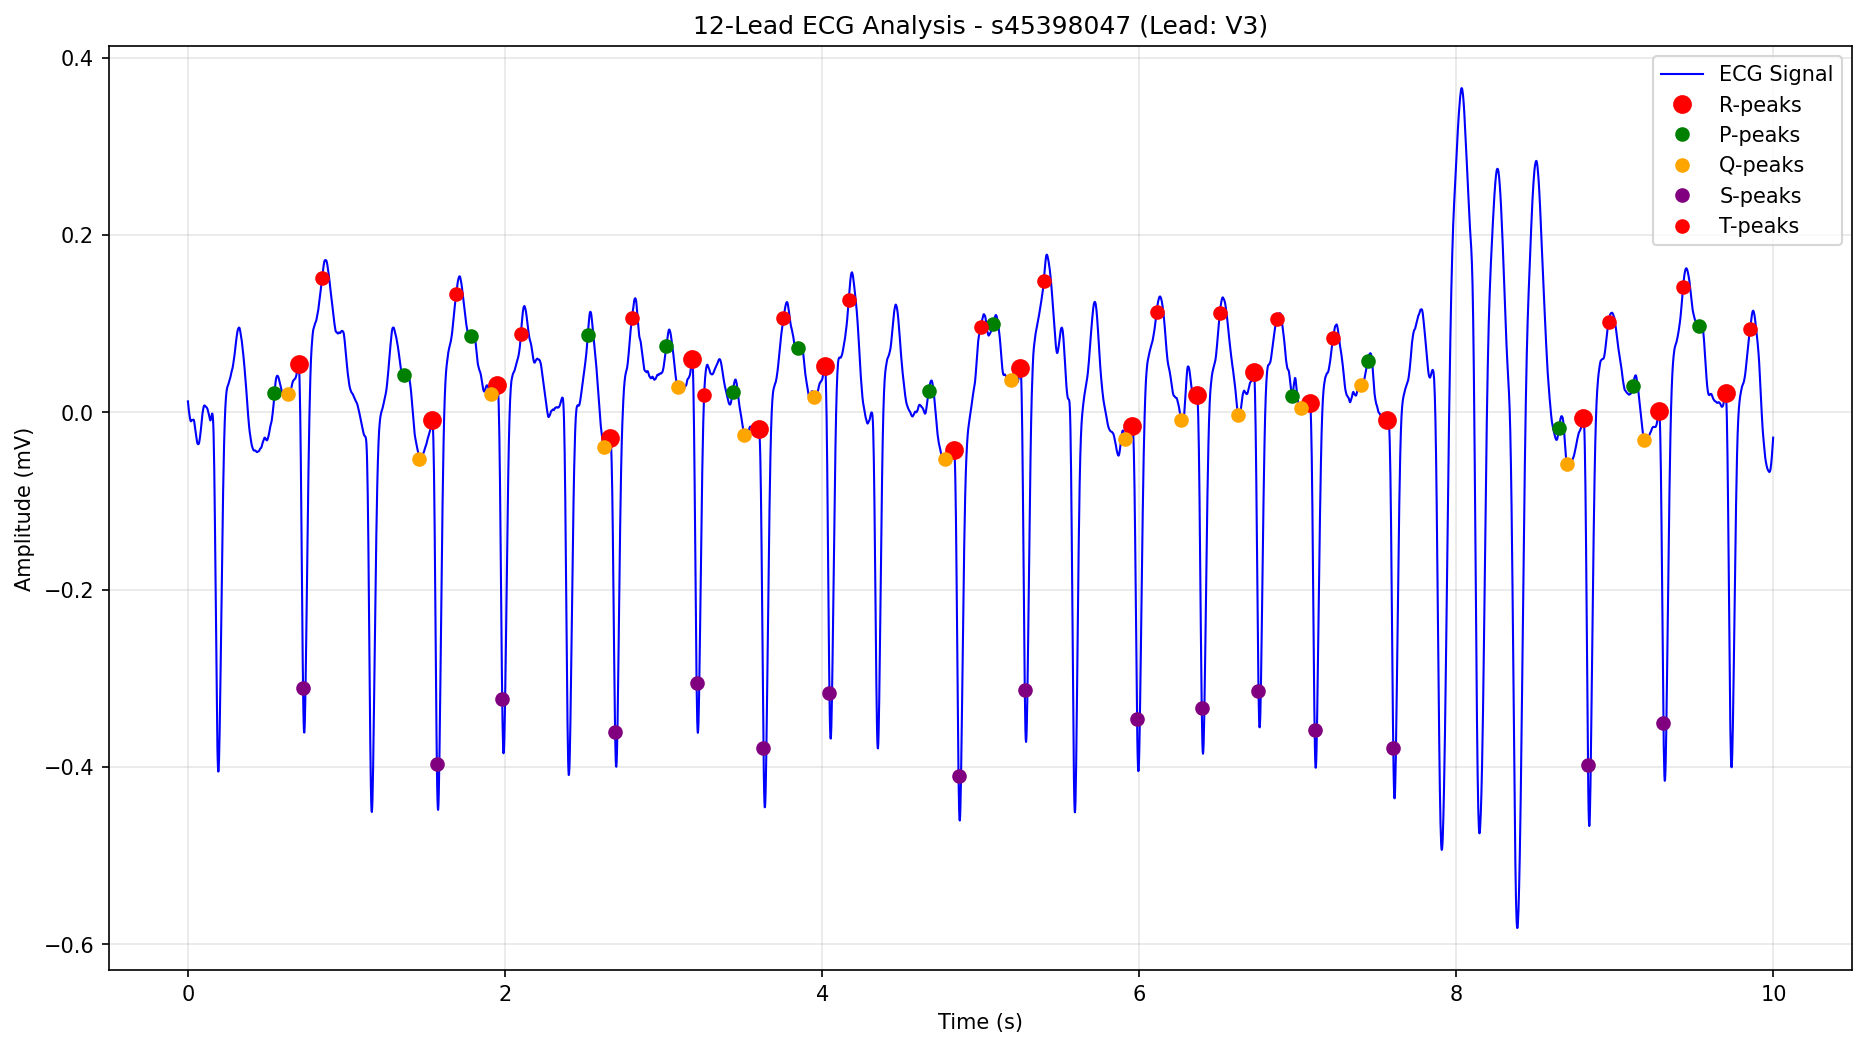 12-Lead ECG Analysis - s45398047 (Lead: V3)
ECG Signal
R-peaks
P-peaks
Q-peaks
S-peaks
T-peaks
Amplitude (mV)
0.4
0.2
0.0
−0.2
−0.4
−0.6
0 2 4 6 8 10
Time (s)